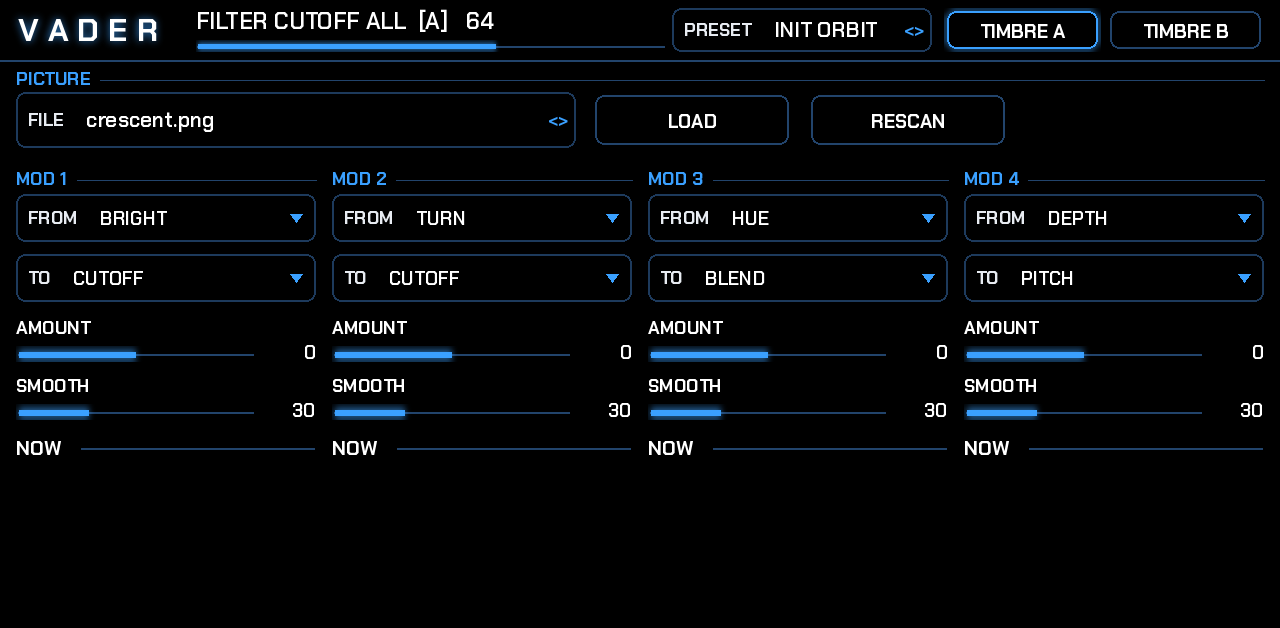 VADER FILTER CUTOFF ALL [A] 64 PRESET INIT ORBIT <> TIMBRE A TIMBRE B
PICTURE
FILE crescent.png <> LOAD RESCAN
MOD 1 MOD 2 MOD 3 MOD 4
FROM BRIGHT FROM TURN FROM HUE FROM DEPTH
TO CUTOFF TO CUTOFF TO BLEND TO PITCH
AMOUNT AMOUNT AMOUNT AMOUNT
0 0 0 0
SMOOTH SMOOTH SMOOTH SMOOTH
30 30 30 30
NOW NOW NOW NOW